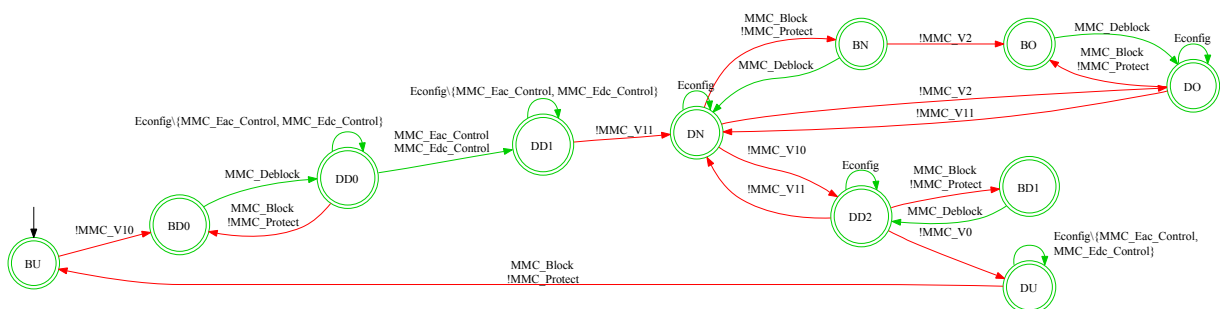 BU
!MMC_V10
BD0
MMC_Deblock
MMC_Block
!MMC_Protect
Econfig\{MMC_Eac_Control, MMC_Edc_Control}
DD0
MMC_Eac_Control
MMC_Edc_Control
Econfig\{MMC_Eac_Control, MMC_Edc_Control}
DD1
!MMC_V11
Econfig
DN
MMC_Block
!MMC_Protect
MMC_Deblock
BN
!MMC_V2
BO
MMC_Deblock
MMC_Block
!MMC_Protect
Econfig
DO
!MMC_V2
!MMC_V11
!MMC_V10
!MMC_V11
Econfig
DD2
MMC_Block
!MMC_Protect
MMC_Deblock
BD1
!MMC_V0
Econfig\{MMC_Eac_Control,
MMC_Edc_Control}
DU
MMC_Block
!MMC_Protect